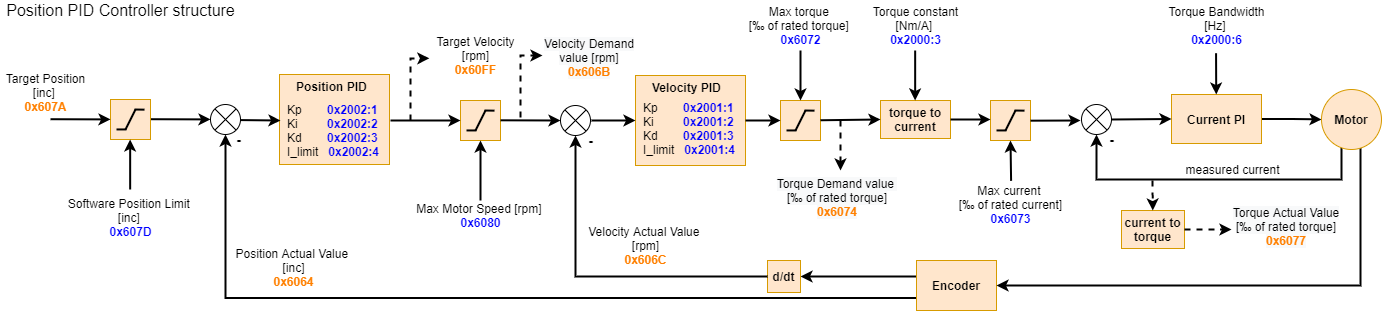 Position PID Controller structure
Target Position
[inc]
0x607A
Software Position Limit
[inc]
0x607D
-
Position PID
Kp 0x2002:1
Ki 0x2002:2
Kd 0x2002:3
I_limit 0x2002:4
Position Actual Value
[inc]
0x6064
Target Velocity
[rpm]
0x60FF
Max Motor Speed [rpm]
0x6080
Velocity Demand
value [rpm]
0x606B
-
Velocity Actual Value
[rpm]
0x606C
Velocity PID
Kp 0x2001:1
Ki 0x2001:2
Kd 0x2001:3
I_limit 0x2001:4
Max torque
[‰ of rated torque]
0x6072
Torque Demand value
[‰ of rated torque]
0x6074
Torque constant
[Nm/A]
0x2000:3
torque to
current
Max current
[‰ of rated current]
0x6073
-
Torque Bandwidth
[Hz]
0x2000:6
Current PI
Motor
measured current
current to
torque
Torque Actual Value
[‰ of rated torque]
0x6077
d/dt
Encoder